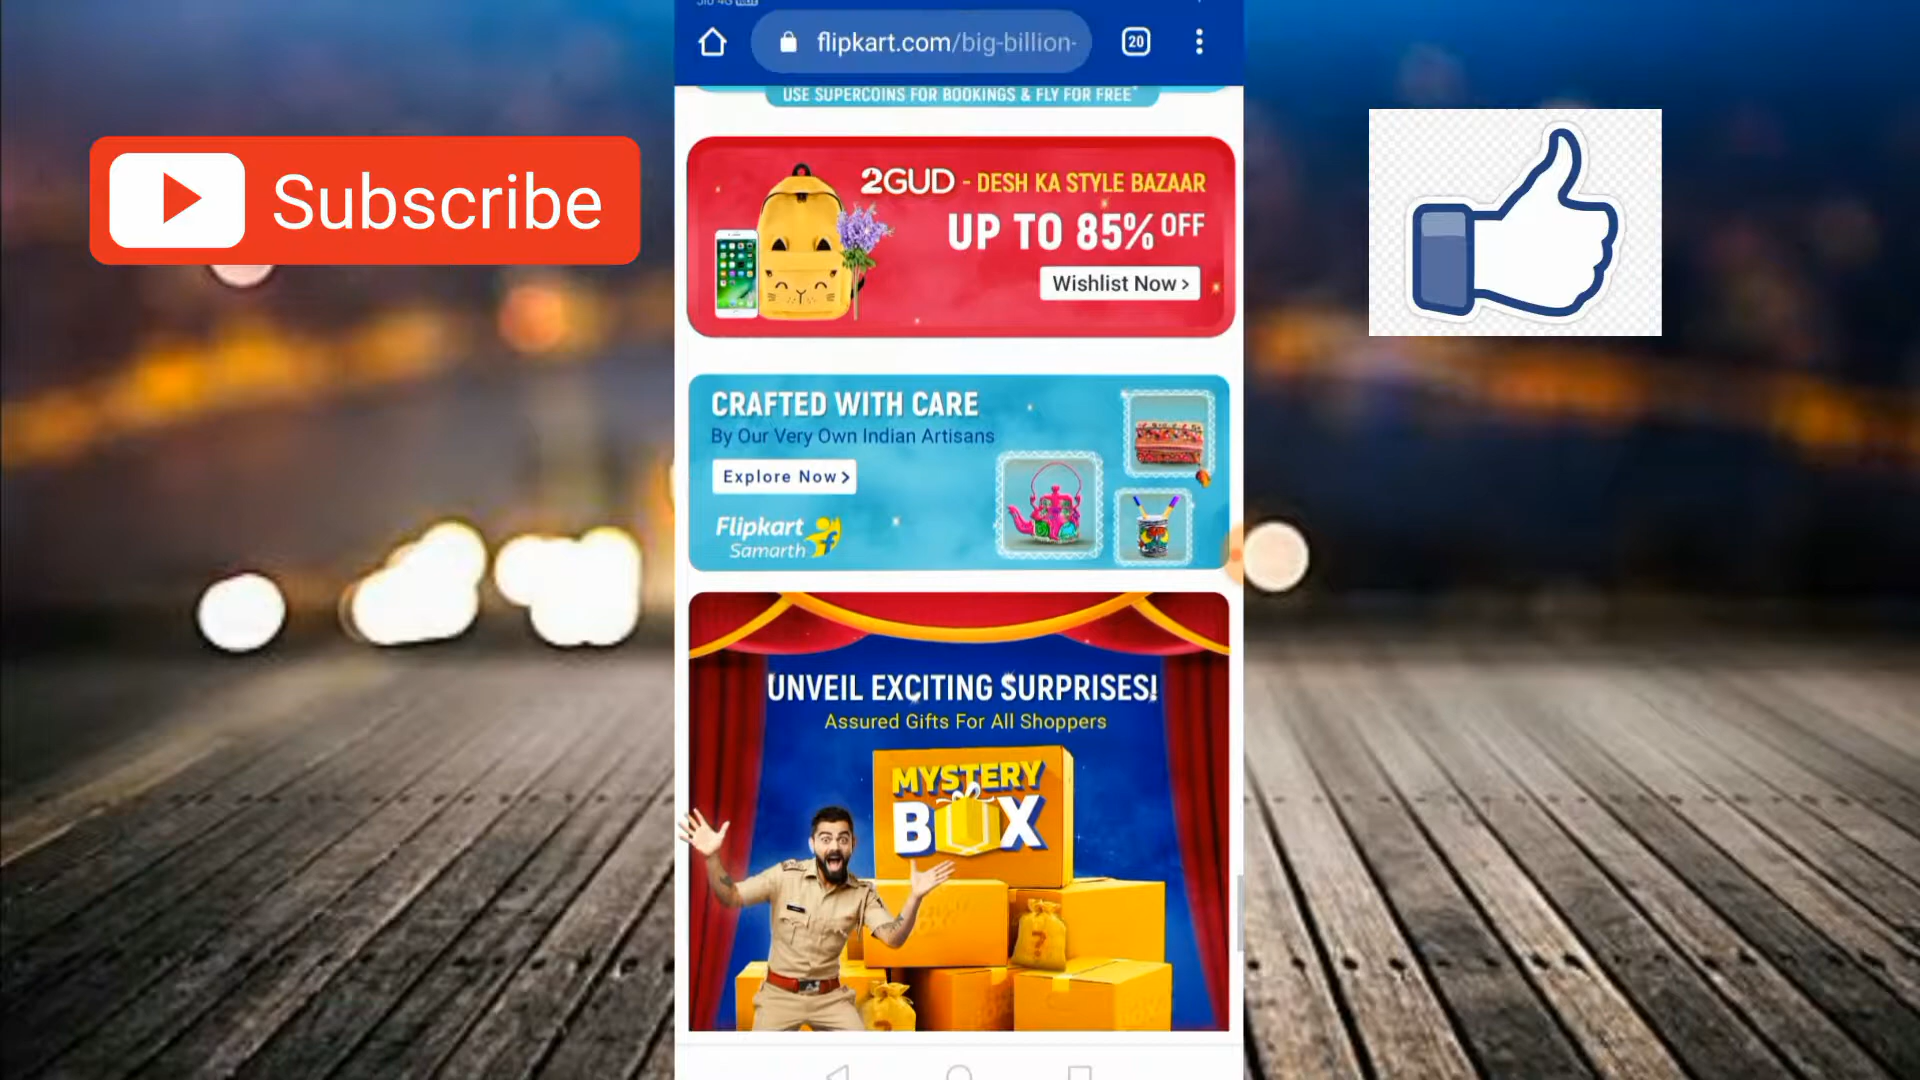 flipkart.com/big-billion-
20
USE SUPERCOINS FOR BOOKINGS & FLY FOR FREE*
Subscribe
2GUD - DESH KA STYLE BAZAAR
UP TO 85% OFF
Wishlist Now >
CRAFTED WITH CARE
By Our Very Own Indian Artisans
Explore Now >
Flipkart
Samarth
UNVEIL EXCITING SURPRISES!
Assured Gifts For All Shoppers
MYSTERY
BOX
?
?